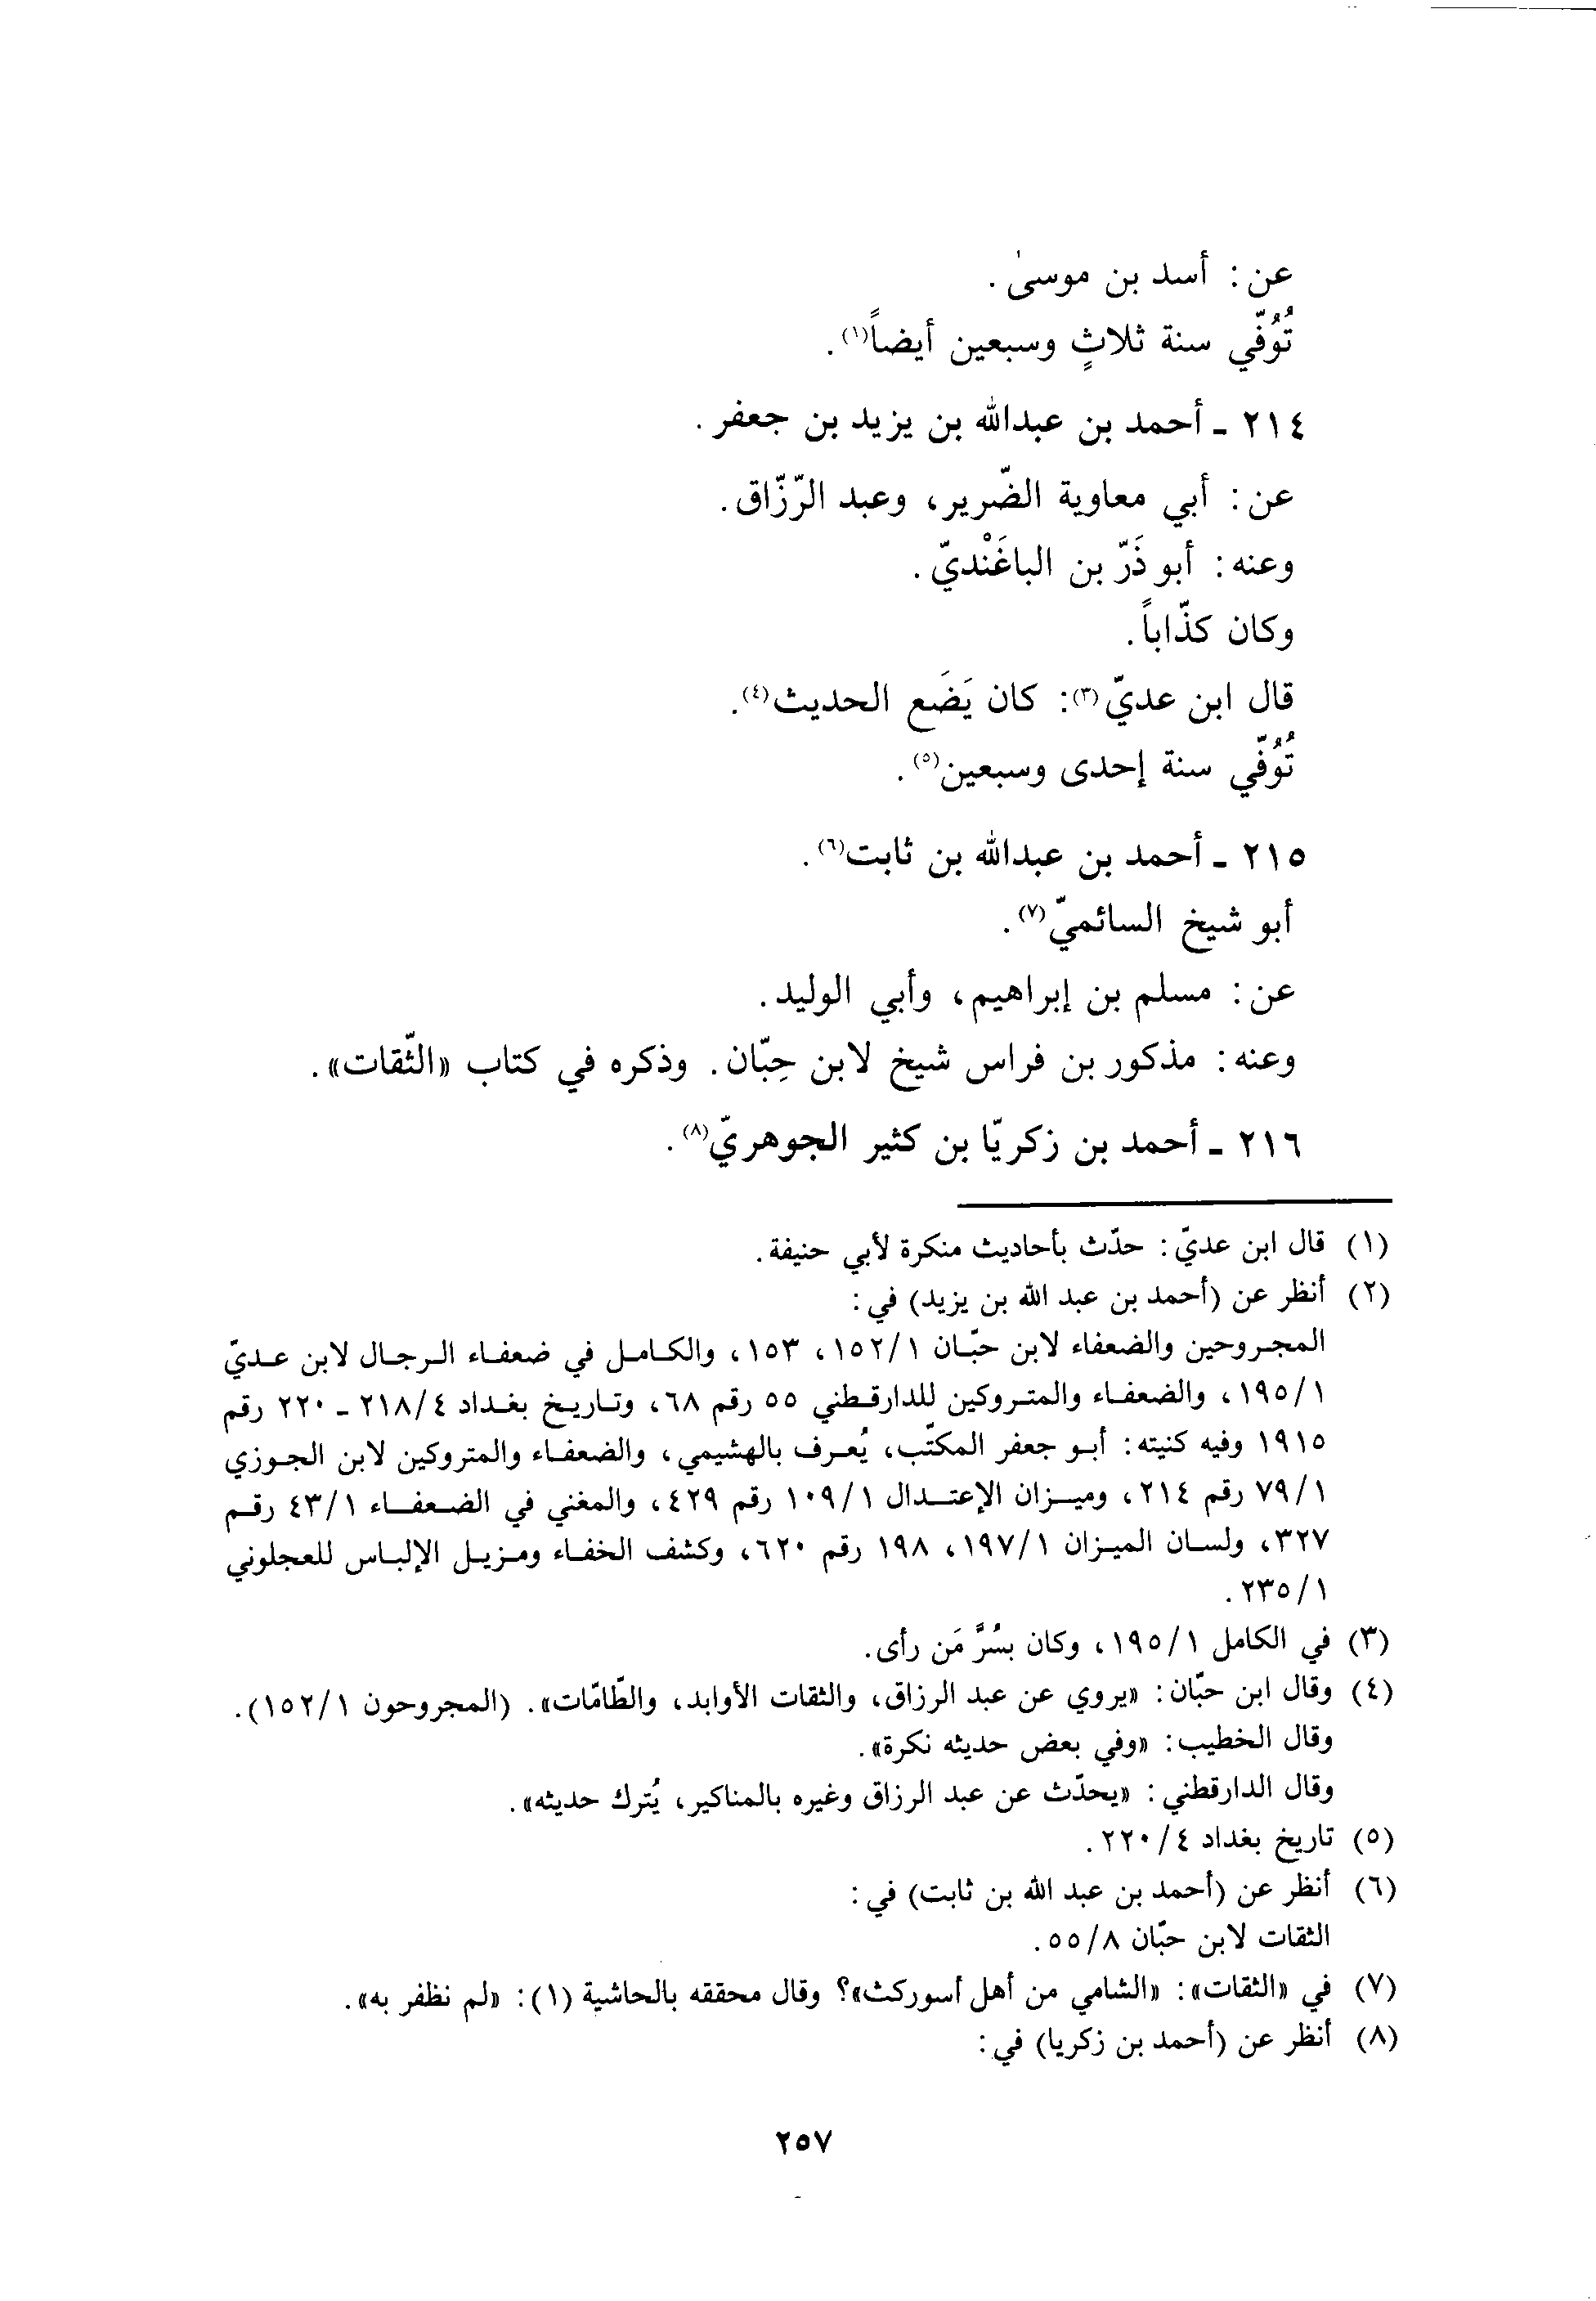 عن: أسد بن موسىٰ.
تُوُفّي سنة ثلاثٍ وسبعين أيضاً(١).
٢١٤ - أحمد بن عبدالله بن يزيد بن جعفر.
عن: أبي معاوية الضّرير، وعبد الرّزّاق.
وعنه: أبو ذَرّ بن الباغَنْديّ.
وكان كذّاباً.
قال ابن عديّ(٣): كان يَضَع الحديث(٤).
تُوُفّي سنة إحدى وسبعين(٥).
٢١٥ - أحمد بن عبدالله بن ثابت(٦).
أبو شيخ السائميّ(٧).
عن: مسلم بن إبراهيم، وأبي الوليد.
وعنه: مذكور بن فراس شيخ لابن حِبّان. وذكره في كتاب «الثّقات».
٢١٦ - أحمد بن زكريّا بن كثير الجوهريّ(٨).
(١) قال ابن عديّ: حدّث بأحاديث منكرة لأبي حنيفة.
(٢) أنظر عن (أحمد بن عبد الله بن يزيد) في:
المجروحين والضعفاء لابن حبّان ١/١٥٢، ١٥٣، والكامل في ضعفاء الرجال لابن عديّ
١/١٩٥، والضعفاء والمتروكين للدارقطني ٥٥ رقم ٦٨، وتاريخ بغداد ٤/٢١٨ - ٢٢٠ رقم
١٩١٥ وفيه كنيته: أبو جعفر المكتّب، يُعرف بالهشيمي، والضعفاء والمتروكين لابن الجوزي
١/٧٩ رقم ٢١٤، وميزان الإعتدال ١/١٠٩ رقم ٤٢٩، والمغني في الضعفاء ١/٤٣ رقم
٣٢٧، ولسان الميزان ١/١٩٧، ١٩٨ رقم ٦٢٠، وكشف الخفاء ومزيل الإلباس للعجلوني
١/٢٣٥.
(٣) في الكامل ١/١٩٥، وكان بسُرَّ مَن رأى.
(٤) وقال ابن حبّان: «يروي عن عبد الرزاق، والثقات الأوابد، والطّامّات». (المجروحون ١/١٥٢).
وقال الخطيب: «وفي بعض حديثه نكرة».
وقال الدارقطني: «يحدّث عن عبد الرزاق وغيره بالمناكير، يُترك حديثه».
(٥) تاريخ بغداد ٤/٢٢٠.
(٦) أنظر عن (أحمد بن عبد الله بن ثابت) في:
الثقات لابن حبّان ٨/٥٥.
(٧) في «الثقات»: «الشامي من أهل أسوركث»؟ وقال محققه بالحاشية (١): «لم نظفر به».
(٨) أنظر عن (أحمد بن زكريا) في:
٢٥٧